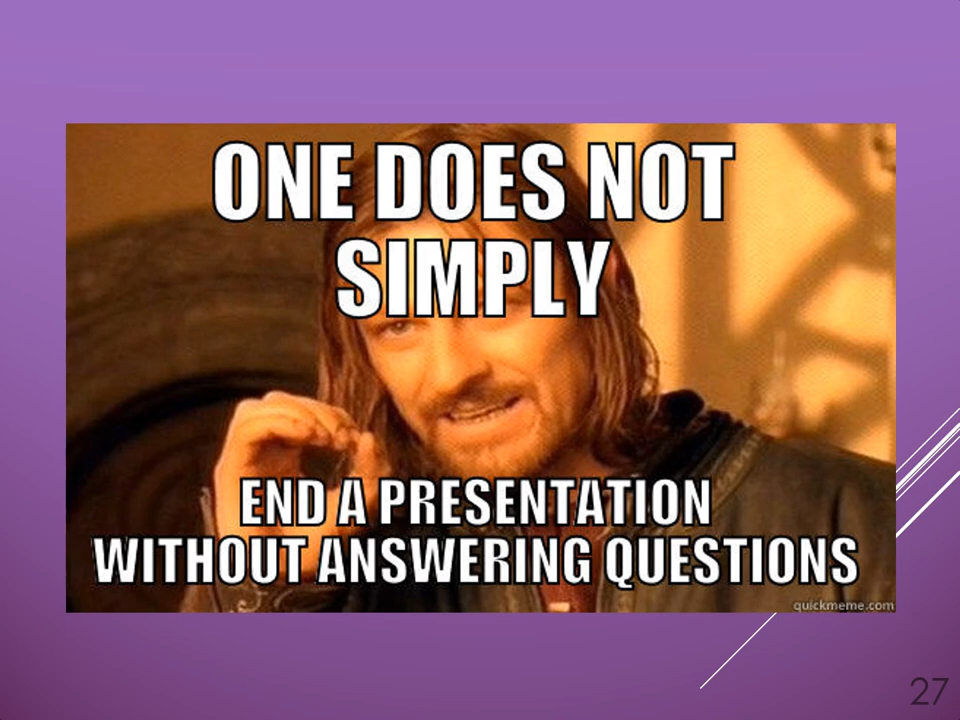 ONE DOES NOT
SIMPLY
END A PRESENTATION
WITHOUT ANSWERING QUESTIONS
quickmeme.com
27